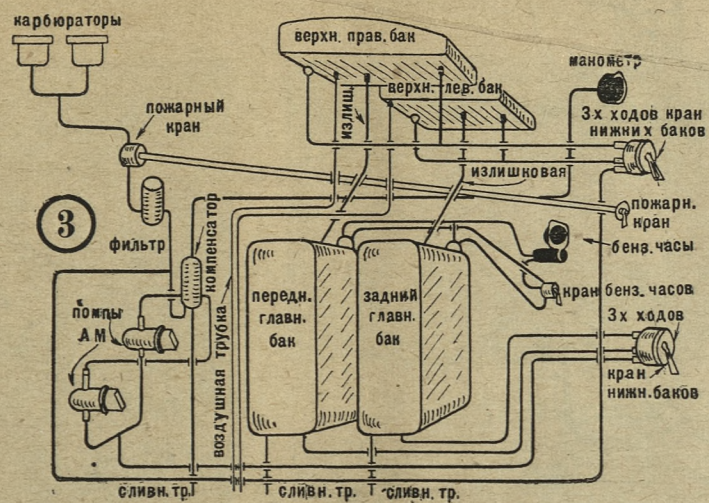 карбюраторы
верхн. прав. бак
манометр
верхн. лев. бак
пожарный
кран
излиш.
3х ходов кран
нижних баков
излишковая
3
компенсатор
пожарн.
кран
фильтр
бенз. часы
передн.
главн.
бак
задний
главн.
бак
кран бенз. часов
помпы
АМ
воздушная трубка
3х ходов
кран
нижн. баков
сливн. тр.
сливн. тр.
сливн. тр.